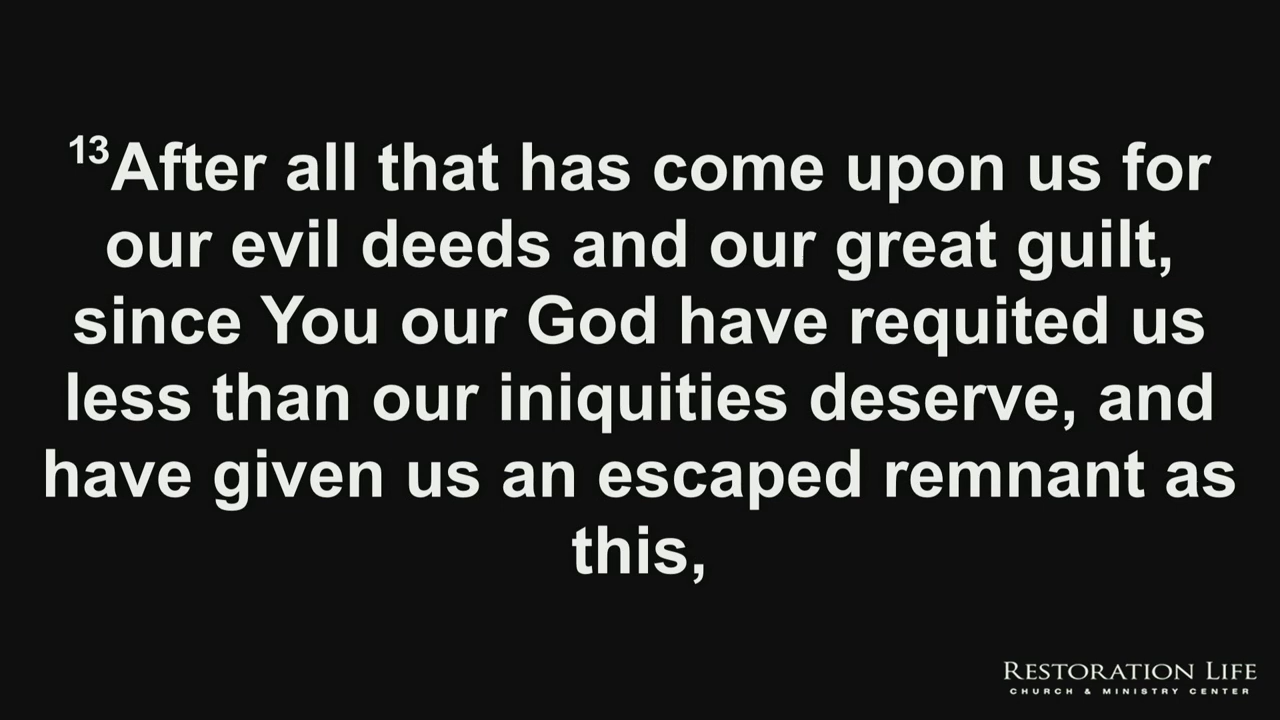 13After all that has come upon us for
our evil deeds and our great guilt,
since You our God have requited us
less than our iniquities deserve, and
have given us an escaped remnant as
this,
RESTORATION LIFE
CHURCH & MINISTRY CENTER